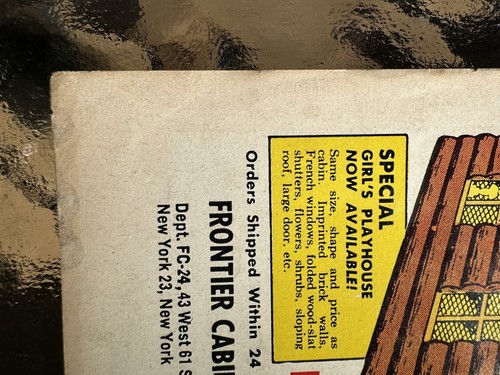 SPECIAL
GIRL'S PLAYHOUSE
NOW AVAILABLE!
Same size, shape and price as
cabin. Imprinted brick walls,
French windows, folded wood-slat
shutters, flowers, shrubs, sloping
roof, large door, etc.
Orders Shipped Within 24
FRONTIER CABI
Dept. FC-24, 43 West 61 S
New York 23, New York